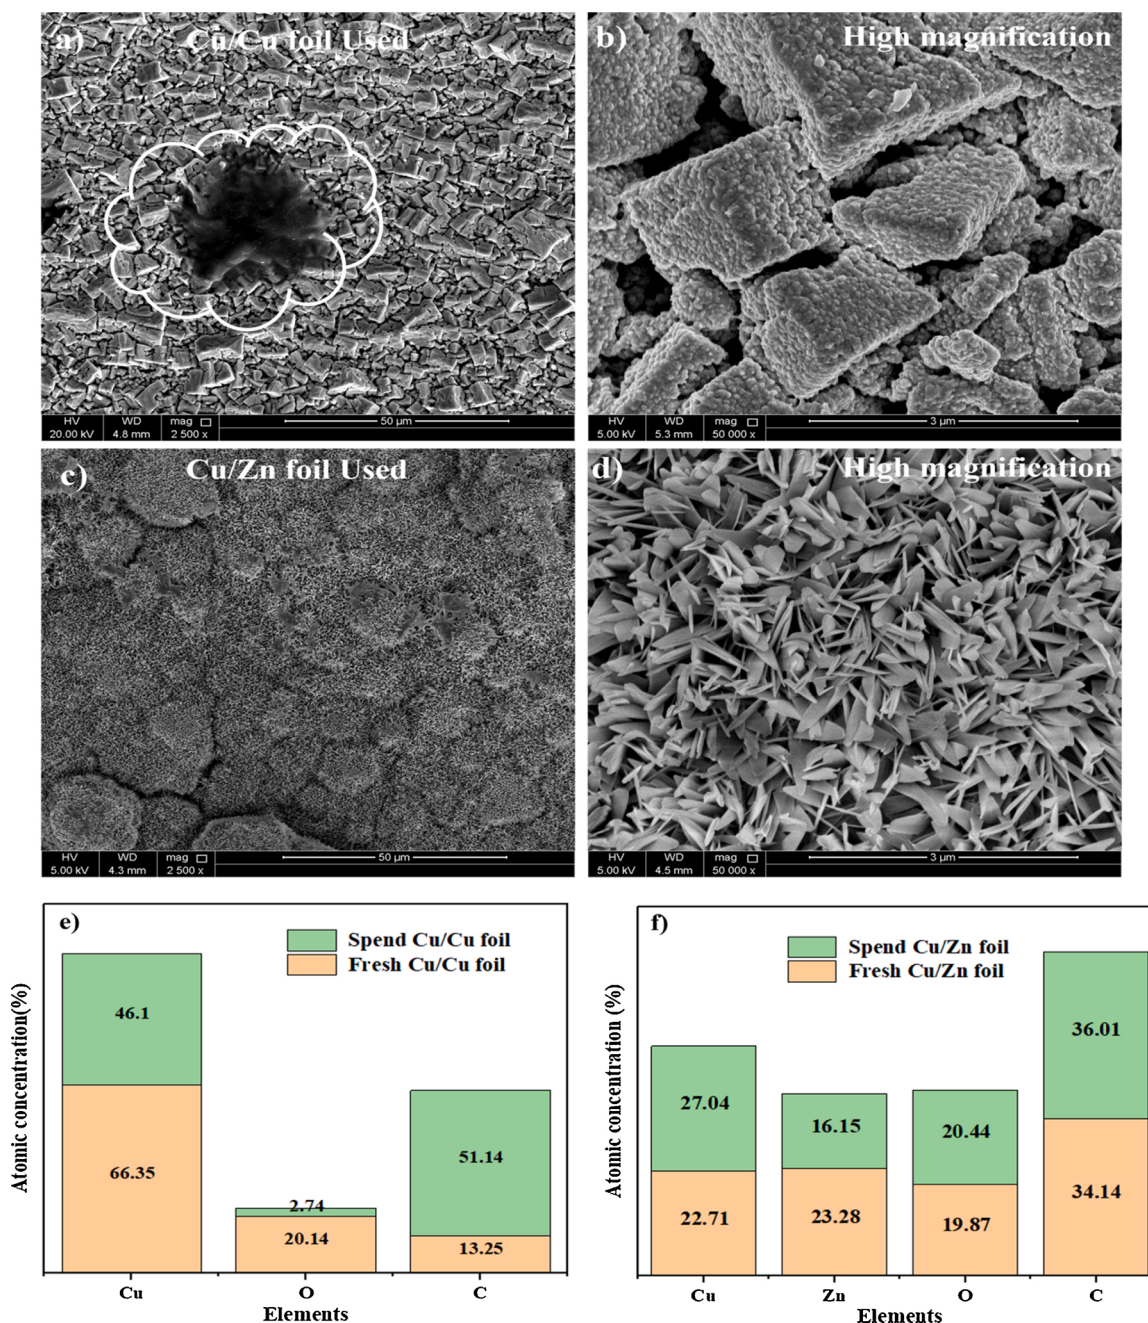 a) Cu/Cu foil Used
HV WD mag 50 µm
20.00 kV 4.8 mm 2 500 x
b) High magnification
HV WD mag 3 µm
5.00 kV 5.3 mm 50 000 x
c) Cu/Zn foil Used
HV WD mag 50 µm
5.00 kV 4.3 mm 2 500 x
d) High magnification
HV WD mag 3 µm
5.00 kV 4.5 mm 50 000 x
e)
Spend Cu/Cu foil
Fresh Cu/Cu foil
Atomic concentration(%)
46.1
66.35
2.74
20.14
51.14
13.25
Cu O C
Elements
f)
Spend Cu/Zn foil
Fresh Cu/Zn foil
Atomic concentration (%)
27.04
22.71
16.15
23.28
20.44
19.87
36.01
34.14
Cu Zn O C
Elements